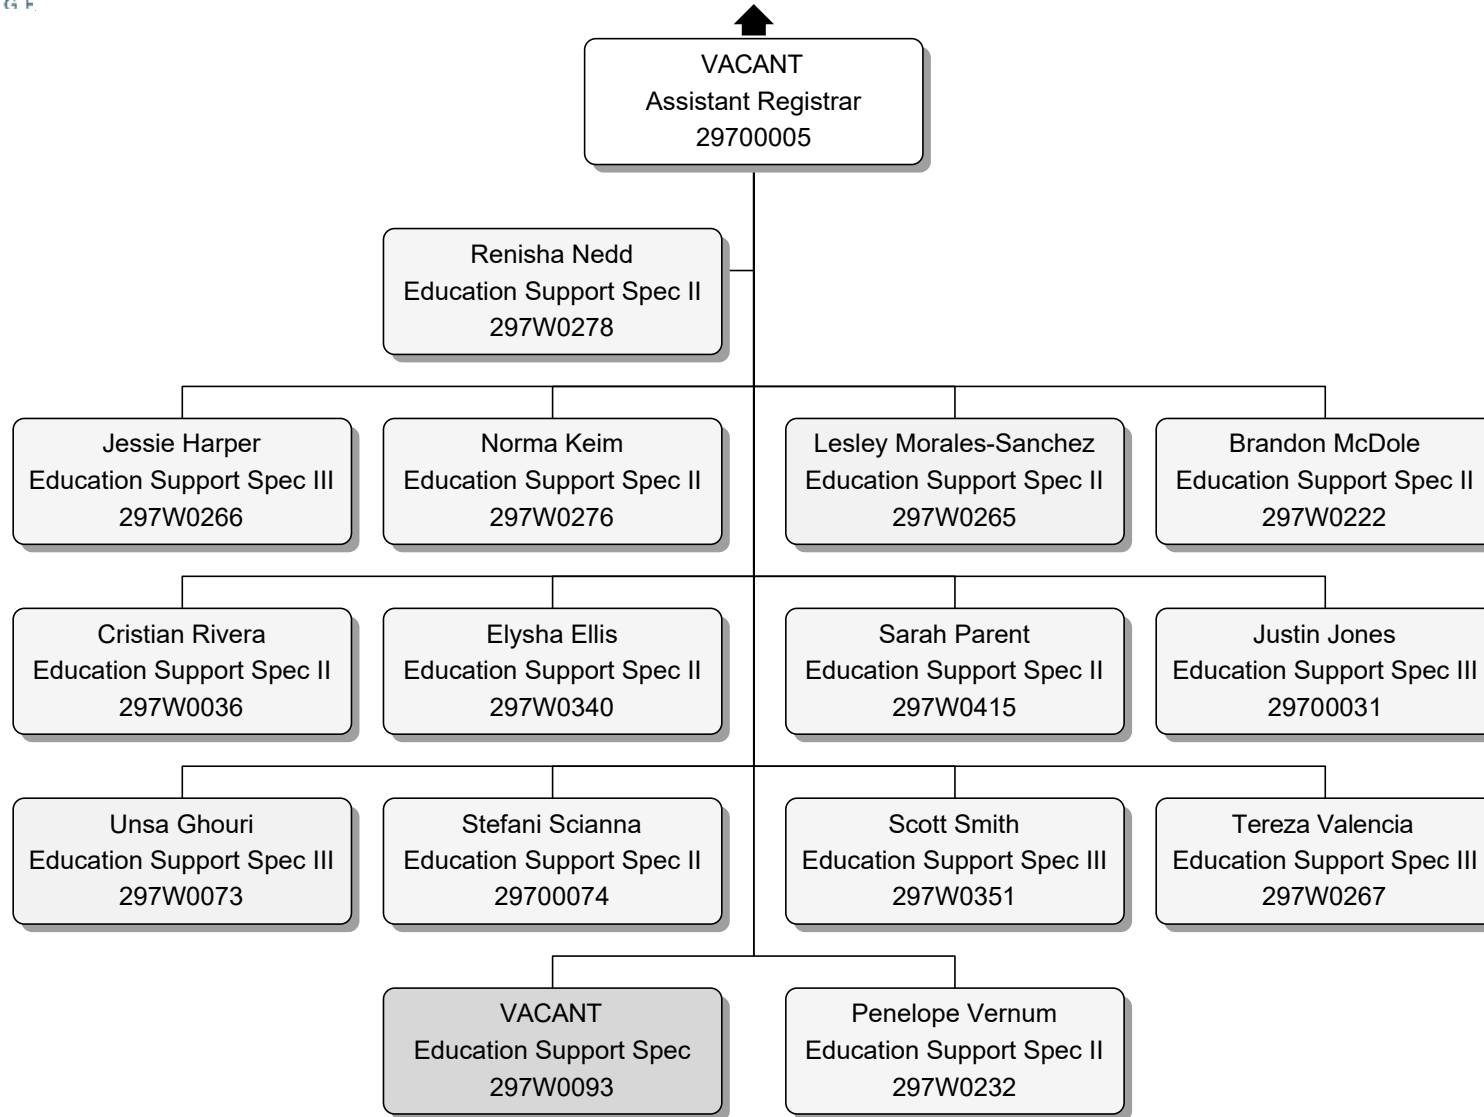 VACANT
Assistant Registrar
29700005
Renisha Nedd
Education Support Spec II
297W0278
Jessie Harper
Education Support Spec III
297W0266
Norma Keim
Education Support Spec II
297W0276
Lesley Morales-Sanchez
Education Support Spec II
297W0265
Brandon McDole
Education Support Spec II
297W0222
Cristian Rivera
Education Support Spec II
297W0036
Elysha Ellis
Education Support Spec II
297W0340
Sarah Parent
Education Support Spec II
297W0415
Justin Jones
Education Support Spec III
29700031
Unsa Ghouri
Education Support Spec III
297W0073
Stefani Scianna
Education Support Spec II
29700074
Scott Smith
Education Support Spec III
297W0351
Tereza Valencia
Education Support Spec III
297W0267
VACANT
Education Support Spec
297W0093
Penelope Vernum
Education Support Spec II
297W0232